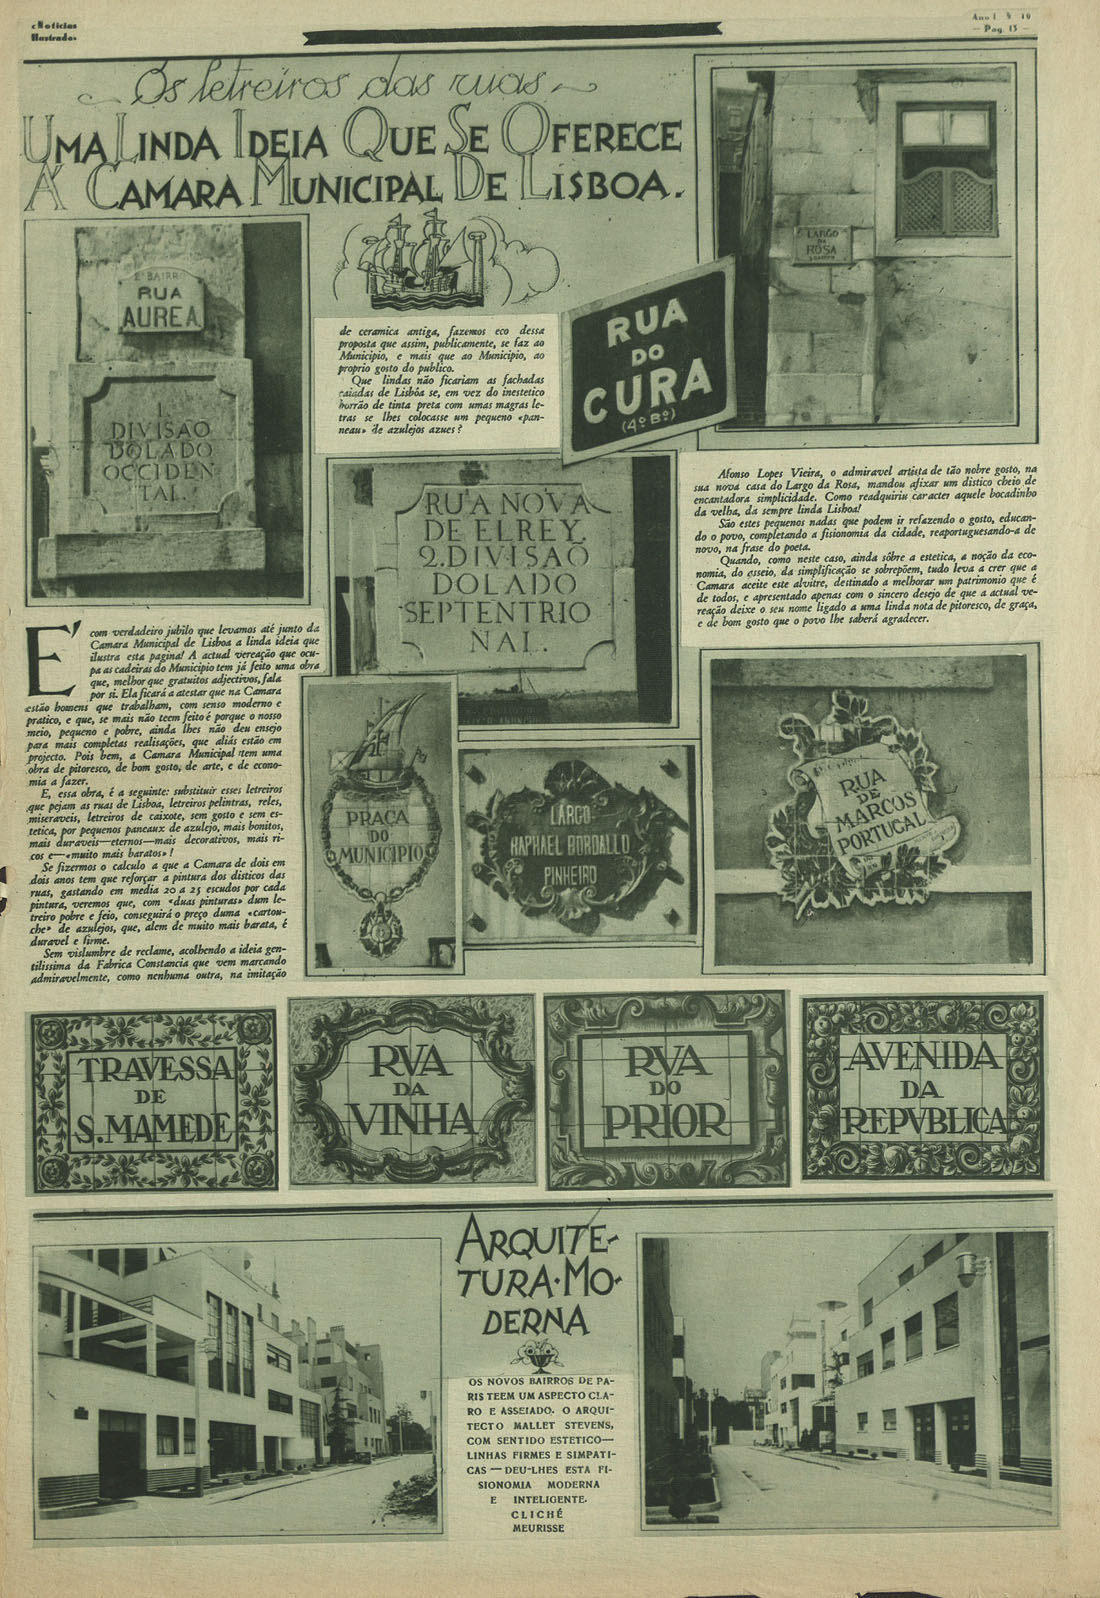 «Noticias
Ilustrado»
Ano I
— Pag. 15 —
Os letreiros das ruas
UMA LINDA IDEIA QUE SE OFERECE
A' CAMARA MUNICIPAL DE LISBOA.
2º BAIRRO
RUA
AUREA
1.
DIVISAO
DOLADO
OCCIDEN
TAL.
de ceramica antiga, fazemos eco dessa
proposta que assim, publicamente, se faz ao
Municipio, e mais que ao Municipio, ao
proprio gosto do publico.
Que lindas não ficariam as fachadas
caiadas de Lisbôa se, em vez do inestetico
borrão de tinta preta com umas magras le-
tras se lhes colocasse um pequeno «pan-
neau» de azulejos azues?
RUA
DO
CURA
(4º Bº)
LARGO
DA
ROSA
RUA NOVA
DE ELREY.
2.DIVISAÕ
DOLADO
SEPTENTRIO
NAL.
Afonso Lopes Vieira, o admiravel artista de tão nobre gosto, na
sua nova casa do Largo da Rosa, mandou afixar um distico cheio de
encantadora simplicidade. Como readquiriu caracter aquele bocadinho
da velha, da sempre linda Lisboa!
São estes pequenos nadas que podem ir refazendo o gosto, educan-
do o povo, completando a fisionomia da cidade, reaportuguesando-a de
novo, na frase do poeta.
Quando, como neste caso, ainda sôbre a estetica, a noção da eco-
nomia, do asseio, da simplificação se sobrepõem, tudo leva a crer que a
Camara aceite este alvitre, destinado a melhorar um patrimonio que é
de todos, e apresentado apenas com o sincero desejo de que a actual ve-
reação deixe o seu nome ligado a uma linda nota de pitoresco, de graça,
e de bom gosto que o povo lhe saberá agradecer.
E' com verdadeiro jubilo que levamos até junto da
Camara Municipal de Lisboa a linda ideia que
ilustra esta pagina! A actual vereação que ocu-
pa as cadeiras do Municipio tem já feito uma obra
que, melhor que gratuitos adjectivos, fala
por si. Ela ficará a atestar que na Camara
estão homens que trabalham, com senso moderno e
pratico, e que, se mais não teem feito é porque o nosso
meio, pequeno e pobre, ainda lhes não deu ensejo
para mais completas realisações, que aliás estão em
projecto. Pois bem, a Camara Municipal tem uma
obra de pitoresco, de bom gosto, de arte, e de econo-
mia a fazer.
E, essa obra, é a seguinte: substituir esses letreiros
que pejam as ruas de Lisboa, letreiros pelintras, reles,
miseraveis, letreiros de caixote, sem gosto e sem es-
tetica, por pequenos paneaux de azulejo, mais bonitos,
mais duraveis—eternos—mais decorativos, mais ri-
cos e—«muito mais baratos»!
Se fizermos o calculo a que a Camara de dois em
dois anos tem que reforçar a pintura dos disticos das
ruas, gastando em media 20 a 25 escudos por cada
pintura, veremos que, com «duas pinturas» dum le-
treiro pobre e feio, conseguirá o preço duma «cartou-
che» de azulejos, que, alem de muito mais barata, é
duravel e firme.
Sem vislumbre de reclame, acolhendo a ideia gen-
tilissima da Fabrica Constancia que vem marcando
admiravelmente, como nenhuma outra, na imitação
PRAÇA
DO
MUNICIPIO
LARGO
RAPHAEL BORDALLO
PINHEIRO
RUA
DE
MARCOS
PORTUGAL
TRAVESSA
DE
S. MAMEDE
RVA
DA
VINHA
RVA
DO
PRIOR
AVENIDA
DA
REPVBLICA
ARQUITE-
TURA·MO-
DERNA
OS NOVOS BAIRROS DE PA-
RIS TEEM UM ASPECTO CLA-
RO E ASSEIADO. O ARQUI-
TECTO MALLET STEVENS,
COM SENTIDO ESTETICO—
LINHAS FIRMES E SIMPATI-
CAS — DEU-LHES ESTA FI-
SIONOMIA MODERNA
E INTELIGENTE.
CLICHÉ
MEURISSE